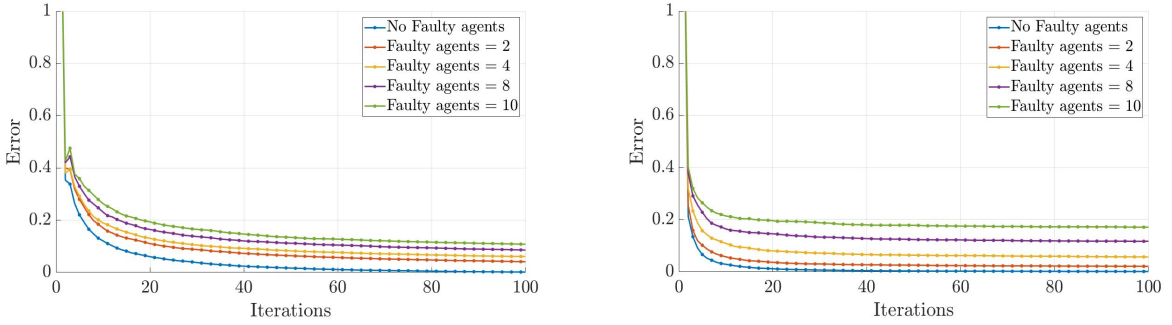 1
0.8
0.6
0.4
0.2
0
0 20 40 60 80 100
Error
Iterations
No Faulty agents
Faulty agents = 2
Faulty agents = 4
Faulty agents = 8
Faulty agents = 10
1
0.8
0.6
0.4
0.2
0
0 20 40 60 80 100
Error
Iterations
No Faulty agents
Faulty agents = 2
Faulty agents = 4
Faulty agents = 8
Faulty agents = 10